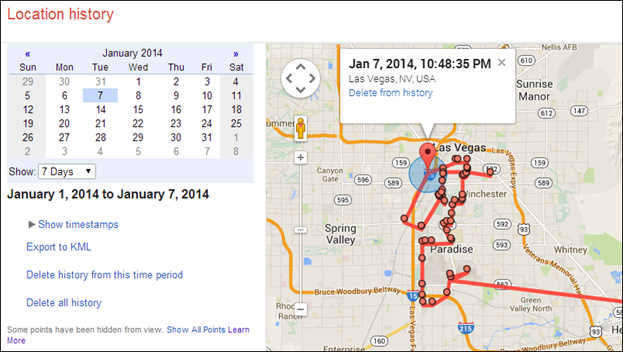 Location history
« January 2014 »
Sun Mon Tue Wed Thu Fri Sat
29 30 31 1 2 3 4
5 6 7 8 9 10 11
12 13 14 15 16 17 18
19 20 21 22 23 24 25
26 27 28 29 30 31 1
2 3 4 5 6 7 8
Show: 7 Days
January 1, 2014 to January 7, 2014
Show timestamps
Export to KML
Delete history from this time period
Delete all history
Some points have been hidden from view. Show All Points Learn
More
Jan 7, 2014, 10:48:35 PM ×
Las Vegas, NV, USA
Delete from history
Nellis AFB
Sunrise
Manor
Las Vegas
Canyon
Gate
159
589
159
Winchester
592
593
Spring
Valley
Paradise
593
Whitney
Bruce Woodbury Beltway
Veterans Memorial
15
215
Las Vegas Fwy
Green
Valley North
Enterprise